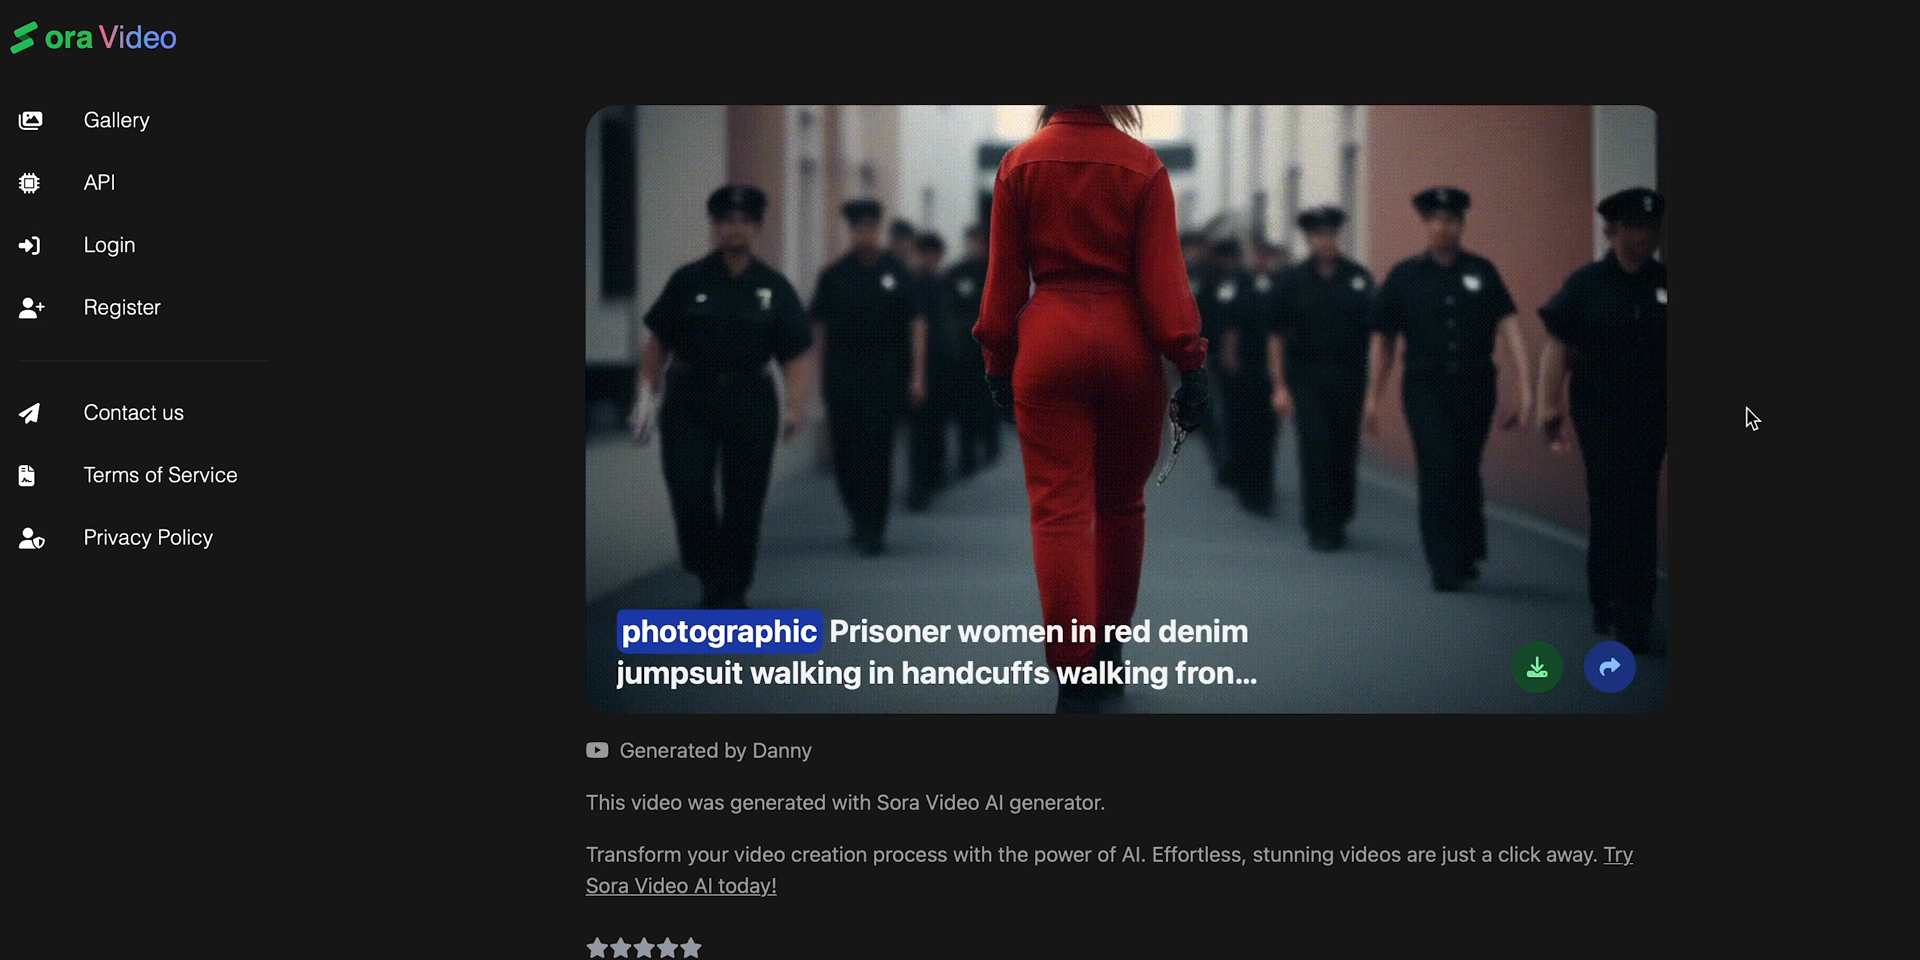 ora Video
Gallery
API
Login
Register
Contact us
Terms of Service
Privacy Policy
photographic Prisoner women in red denim
jumpsuit walking in handcuffs walking fron...
Generated by Danny
This video was generated with Sora Video AI generator.
Transform your video creation process with the power of AI. Effortless, stunning videos are just a click away. Try
Sora Video AI today!